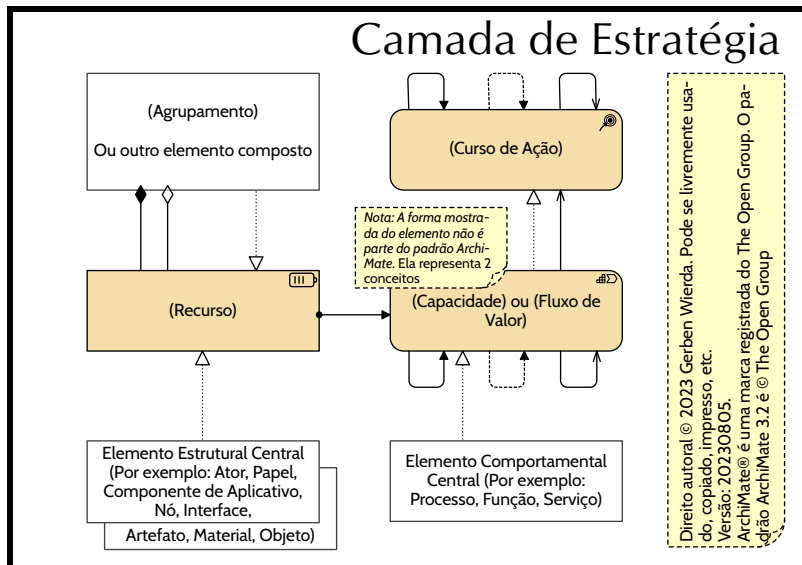 Camada de Estratégia
(Agrupamento)
Ou outro elemento composto
(Curso de Ação)
Nota: A forma mostra-
da do elemento não é
parte do padrão Archi-
Mate. Ela representa 2
conceitos
(Recurso)
(Capacidade) ou (Fluxo de
Valor)
Elemento Estrutural Central
(Por exemplo: Ator, Papel,
Componente de Aplicativo,
Nó, Interface,
Artefato, Material, Objeto)
Elemento Comportamental
Central (Por exemplo:
Processo, Função, Serviço)
Direito autoral © 2023 Gerben Wierda. Pode se livremente usa-
do, copiado, impresso, etc.
Versão: 20230805.
ArchiMate® é uma marca registrada do The Open Group. O pa-
drão ArchiMate 3.2 é © The Open Group